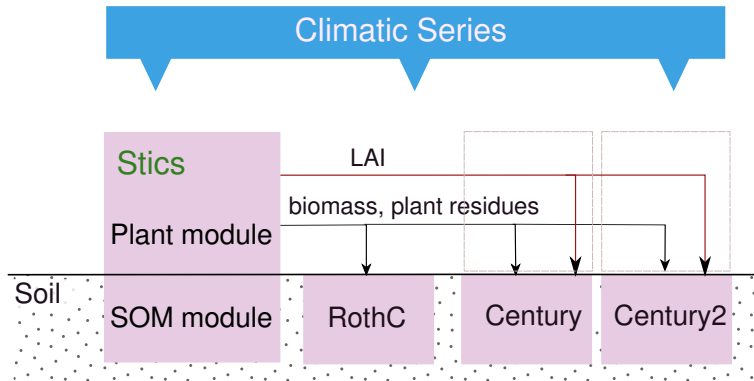 Climatic Series
Stics
LAI
biomass, plant residues
Plant module
Soil
SOM module
RothC
Century
Century2